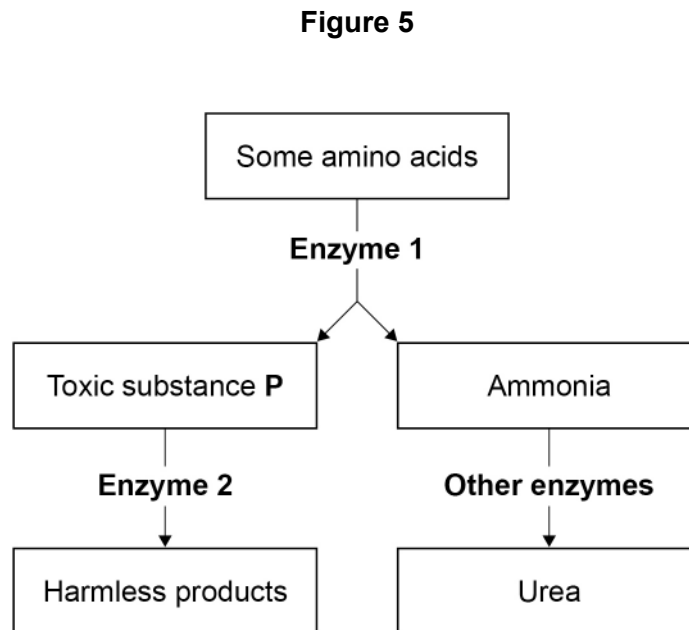 Figure 5
Some amino acids
Enzyme 1
Toxic substance P
Ammonia
Enzyme 2
Other enzymes
Harmless products
Urea